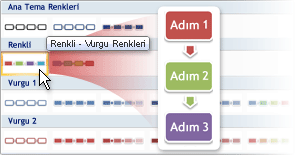 Ana Tema Renkleri
Renkli
Renkli - Vurgu Renkleri
Vurgu 1
Vurgu 2
Adım 1
Adım 2
Adım 3